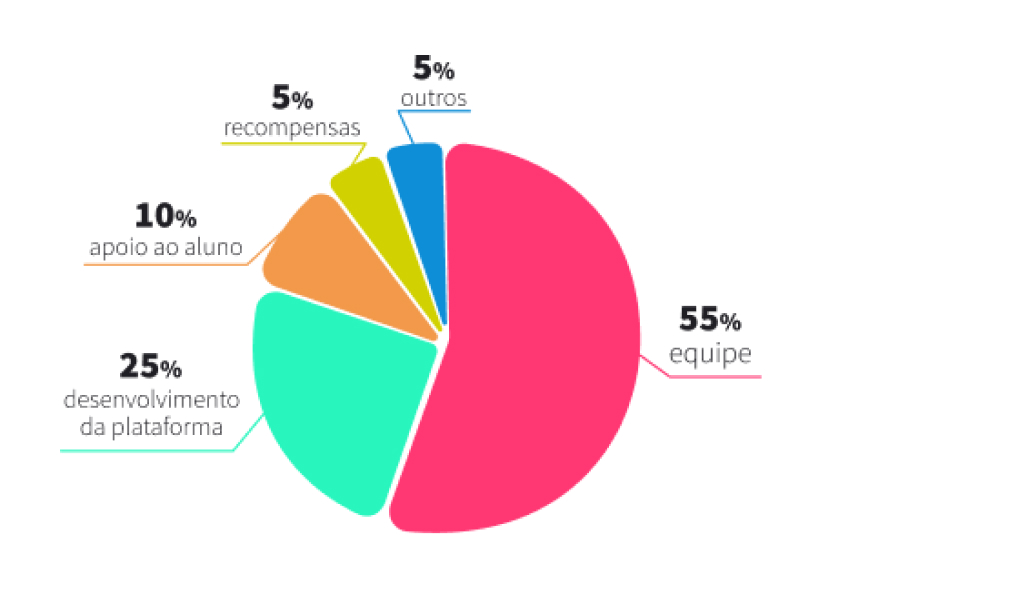 5%
outros
5%
recompensas
10%
apoio ao aluno
55%
equipe
25%
desenvolvimento
da plataforma